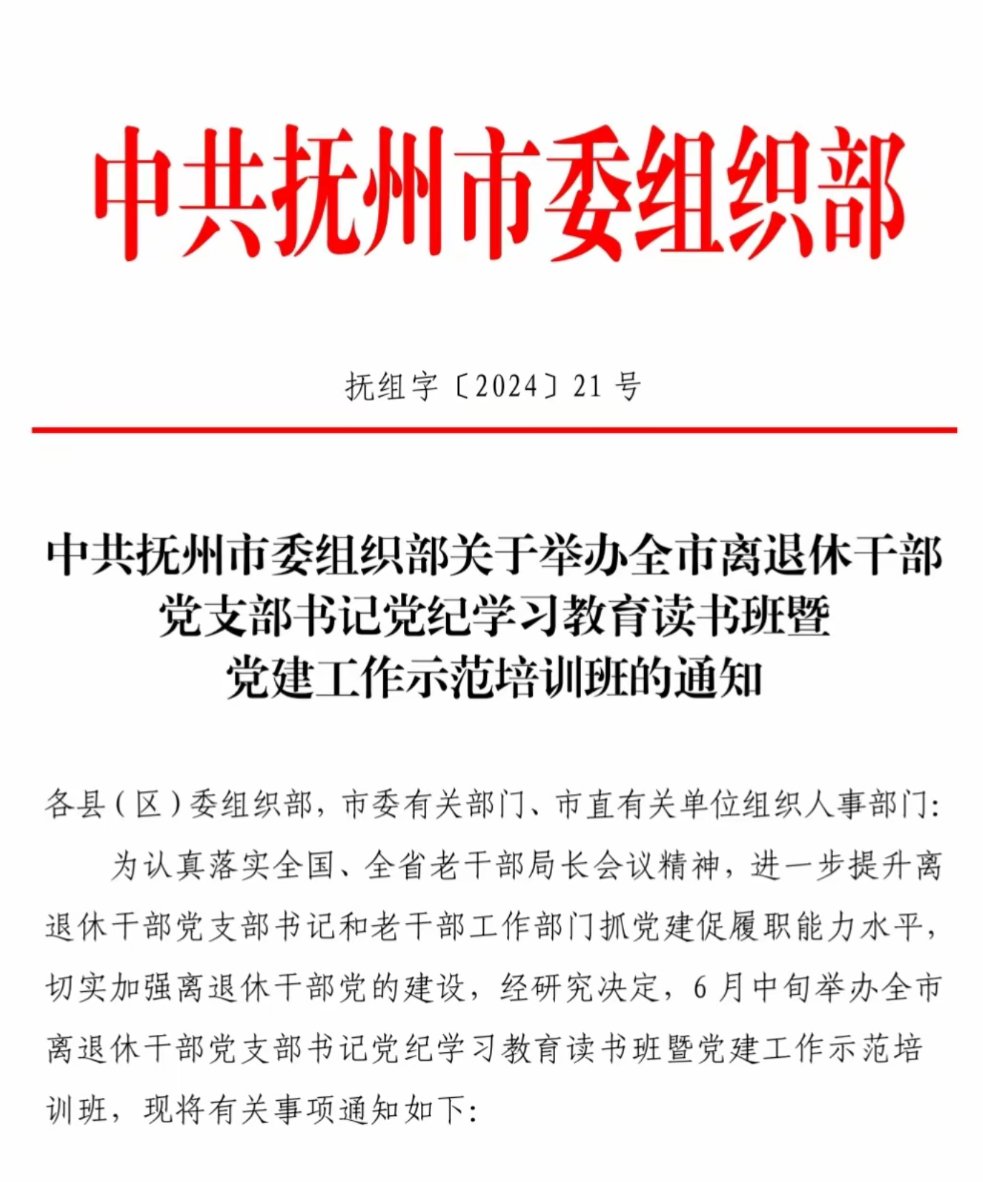 中共抚州市委组织部
抚组字〔2024〕21 号
中共抚州市委组织部关于举办全市离退休干部
党支部书记党纪学习教育读书班暨
党建工作示范培训班的通知
各县(区)委组织部,市委有关部门、市直有关单位组织人事部门:
为认真落实全国、全省老干部局长会议精神,进一步提升离
退休干部党支部书记和老干部工作部门抓党建促履职能力水平,
切实加强离退休干部党的建设,经研究决定,6 月中旬举办全市
离退休干部党支部书记党纪学习教育读书班暨党建工作示范培
训班,现将有关事项通知如下: